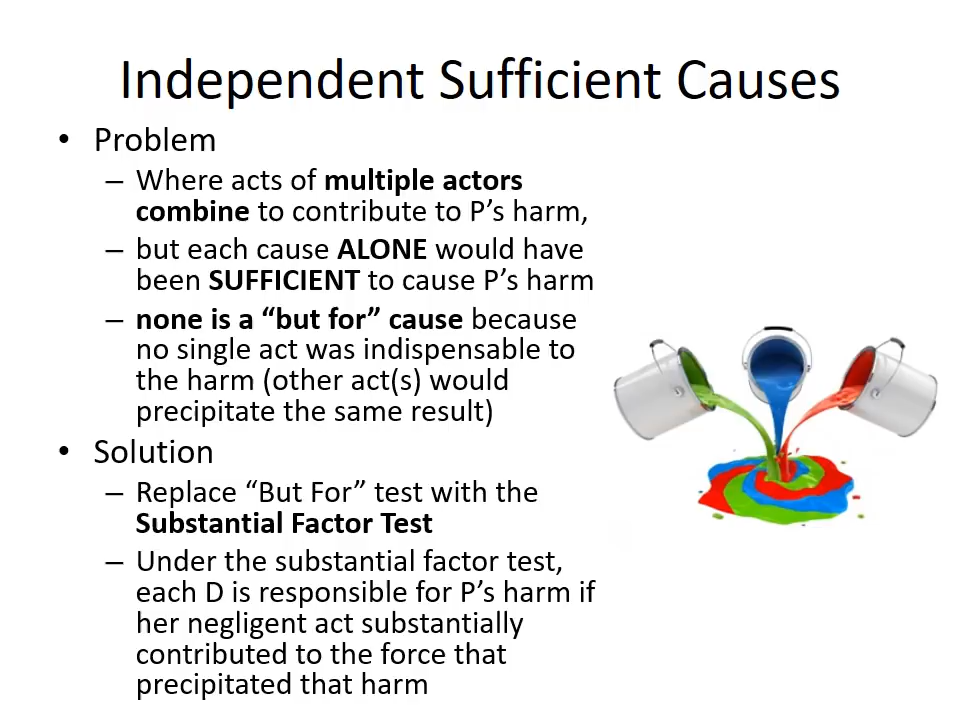 Independent Sufficient Causes
• Problem
– Where acts of multiple actors
combine to contribute to P’s harm,
– but each cause ALONE would have
been SUFFICIENT to cause P’s harm
– none is a “but for” cause because
no single act was indispensable to
the harm (other act(s) would
precipitate the same result)
• Solution
– Replace “But For” test with the
Substantial Factor Test
– Under the substantial factor test,
each D is responsible for P’s harm if
her negligent act substantially
contributed to the force that
precipitated that harm